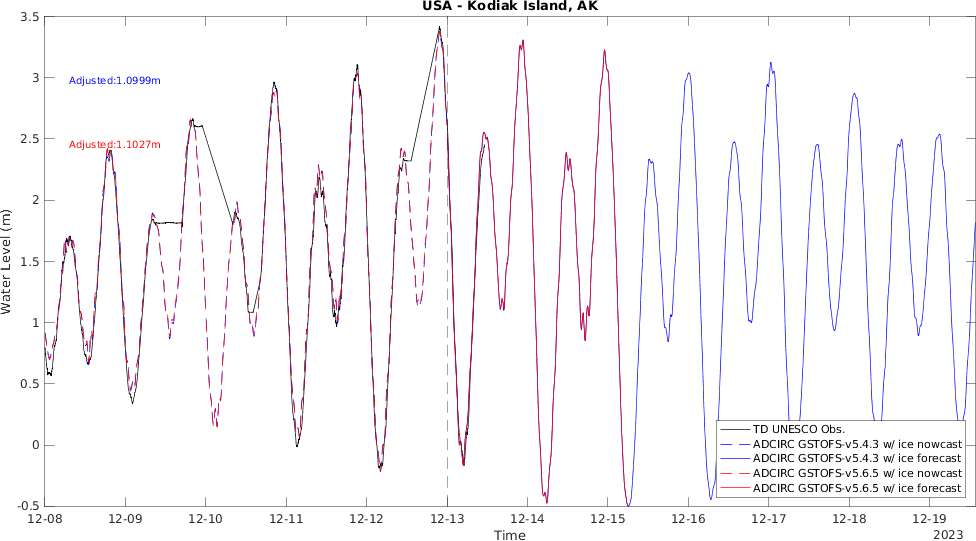 USA - Kodiak Island, AK
3.5
3
2.5
2
1.5
1
0.5
0
-0.5
Water Level (m)
Adjusted:1.0999m
Adjusted:1.1027m
TD UNESCO Obs.
ADCIRC GSTOFS-v5.4.3 w/ ice nowcast
ADCIRC GSTOFS-v5.4.3 w/ ice forecast
ADCIRC GSTOFS-v5.6.5 w/ ice nowcast
ADCIRC GSTOFS-v5.6.5 w/ ice forecast
12-08 12-09 12-10 12-11 12-12 12-13 12-14 12-15 12-16 12-17 12-18 12-19
Time
2023